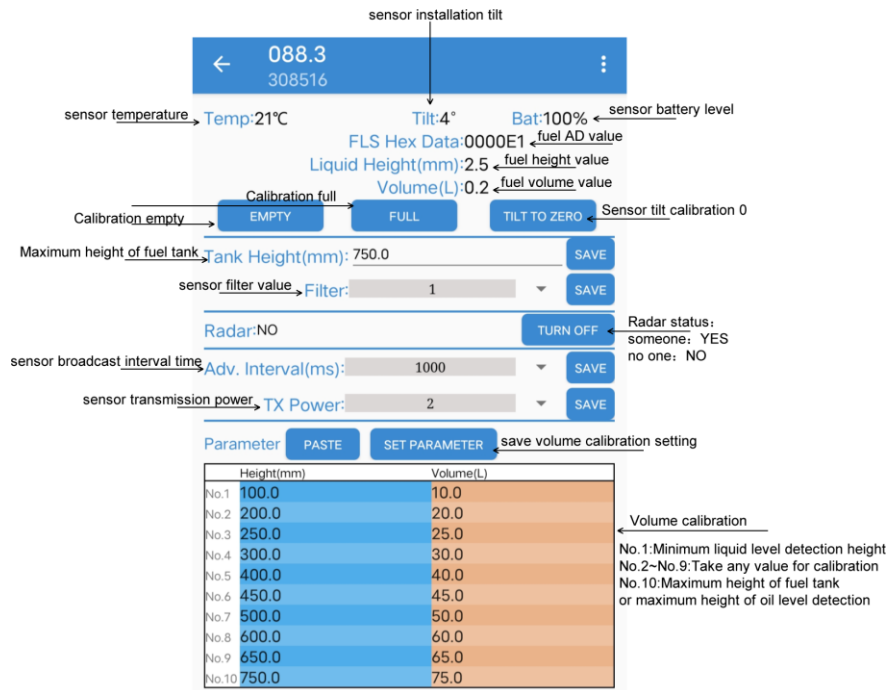 sensor installation tilt
088.3
308516
sensor temperature
Temp:21℃
Tilt:4°
Bat:100%
sensor battery level
FLS Hex Data:0000E1
fuel AD value
Liquid Height(mm):2.5
fuel height value
Volume(L):0.2
fuel volume value
Calibration full
Calibration empty
EMPTY
FULL
TILT TO ZERO
Sensor tilt calibration 0
Maximum height of fuel tank
Tank Height(mm): 750.0
SAVE
sensor filter value
Filter: 1
SAVE
Radar:NO
TURN OFF
Radar status：
someone：YES
no one：NO
sensor broadcast interval time
Adv. Interval(ms): 1000
SAVE
sensor transmission power
TX Power: 2
SAVE
Parameter
PASTE
SET PARAMETER
save volume calibration setting
Height(mm) Volume(L)
No.1 100.0 10.0
No.2 200.0 20.0
No.3 250.0 25.0
No.4 300.0 30.0
No.5 400.0 40.0
No.6 450.0 45.0
No.7 500.0 50.0
No.8 600.0 60.0
No.9 650.0 65.0
No.10 750.0 75.0
Volume calibration
No.1:Minimum liquid level detection height
No.2~No.9:Take any value for calibration
No.10:Maximum height of fuel tank
or maximum height of oil level detection